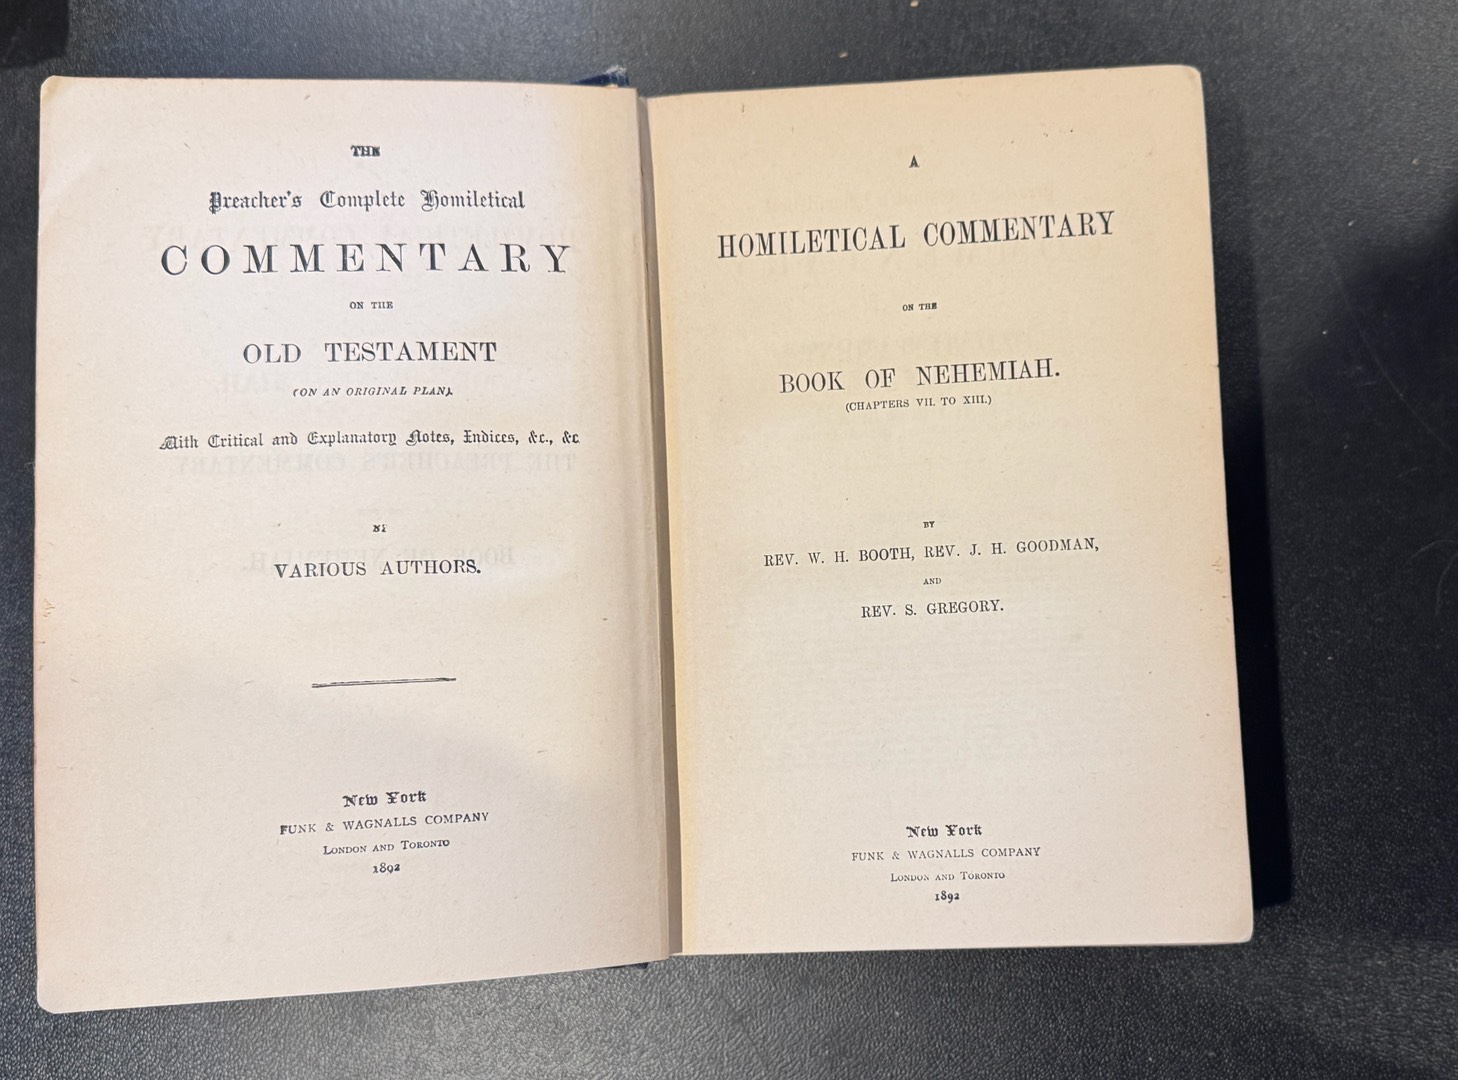 THE
Preacher's Complete Homiletical
COMMENTARY
ON THE
OLD TESTAMENT
(ON AN ORIGINAL PLAN).
With Critical and Explanatory Notes, Indices, &c., &c
BY
VARIOUS AUTHORS.
New York
FUNK & WAGNALLS COMPANY
LONDON AND TORONTO
1892
A
HOMILETICAL COMMENTARY
ON THE
BOOK OF NEHEMIAH.
(CHAPTERS VII. TO XIII.)
BY
REV. W. H. BOOTH, REV. J. H. GOODMAN,
AND
REV. S. GREGORY.
New York
FUNK & WAGNALLS COMPANY
LONDON AND TORONTO
1892